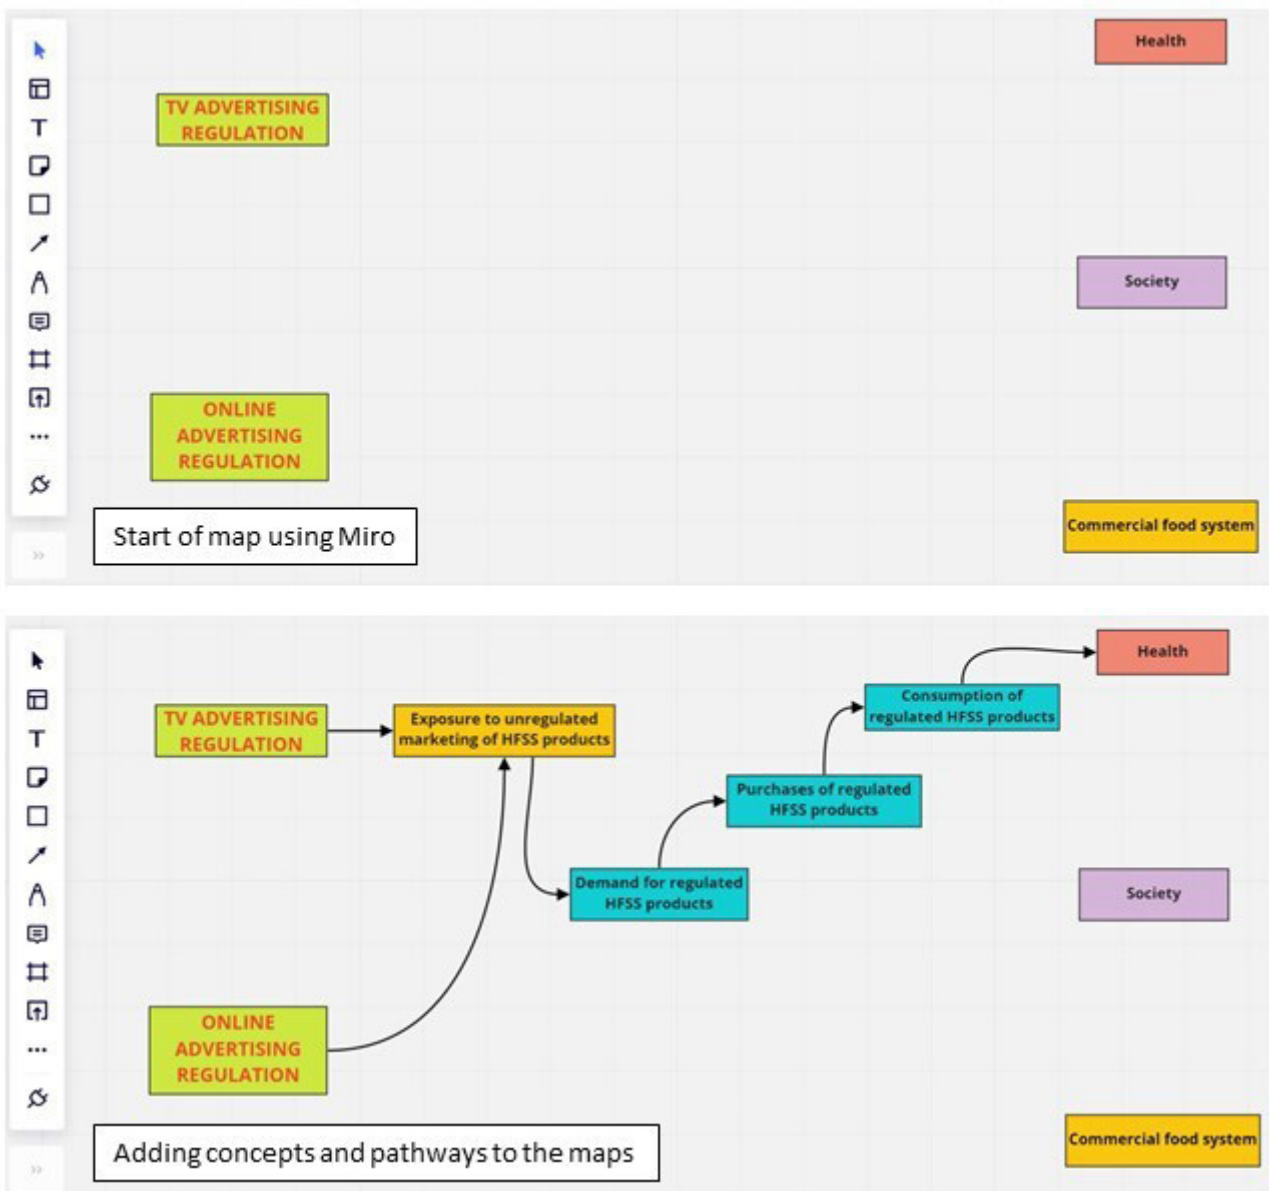 Health
TV ADVERTISING
REGULATION
T
Society
ONLINE
ADVERTISING
REGULATION
Commercial food system
Start of map using Miro
Health
Consumption of
regulated HFSS products
TV ADVERTISING
REGULATION
Exposure to unregulated
marketing of HFSS products
T
Purchases of regulated
HFSS products
Demand for regulated
HFSS products
Society
ONLINE
ADVERTISING
REGULATION
Commercial food system
Adding concepts and pathways to the maps